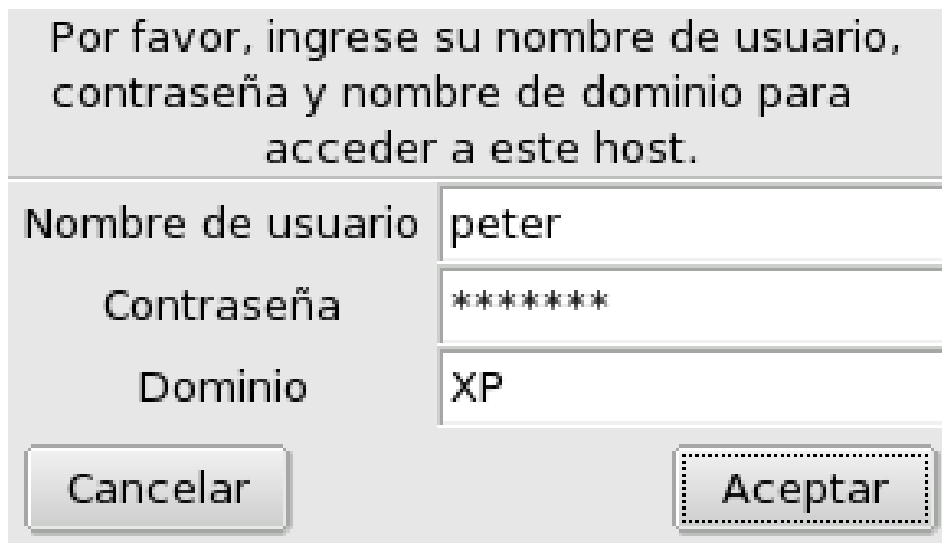 Por favor, ingrese su nombre de usuario,
contraseña y nombre de dominio para
acceder a este host.
Nombre de usuario peter
Contraseña *******
Dominio XP
Cancelar Aceptar